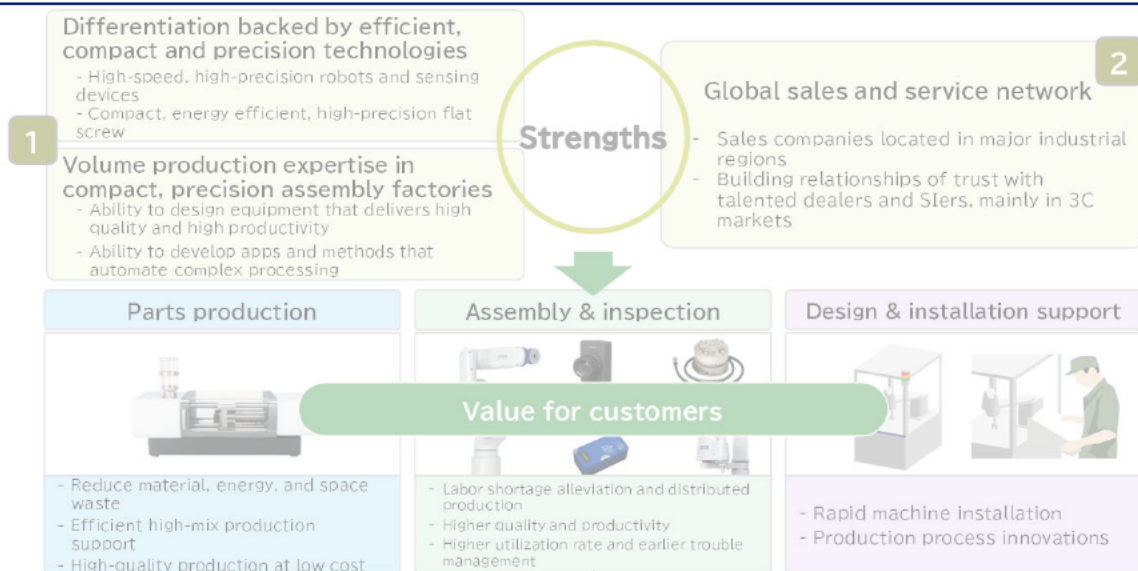 Differentiation backed by efficient,
compact and precision technologies
- High-speed, high-precision robots and sensing
devices
- Compact, energy efficient, high-precision flat
screw
1
Volume production expertise in
compact, precision assembly factories
- Ability to design equipment that delivers high
quality and high productivity
- Ability to develop apps and methods that
automate complex processing
Strengths
2
Global sales and service network
- Sales companies located in major industrial
regions
- Building relationships of trust with
talented dealers and SIers, mainly in 3C
markets
Parts production
Assembly & inspection
Design & installation support
Value for customers
- Reduce material, energy, and space
waste
- Efficient high-mix production
support
- High-quality production at low cost
- Labor shortage alleviation and distributed
production
- Higher quality and productivity
- Higher utilization rate and earlier trouble
management
- Rapid machine installation
- Production process innovations